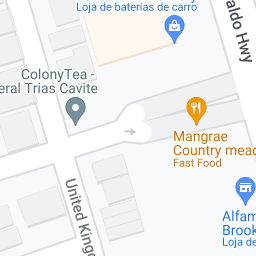 Loja de baterias de carro
aldo Hwy
ColonyTea -
eral Trias Cavite
Mangrae
Country mea
Fast Food
United King
Alfam
Brook
Loja de